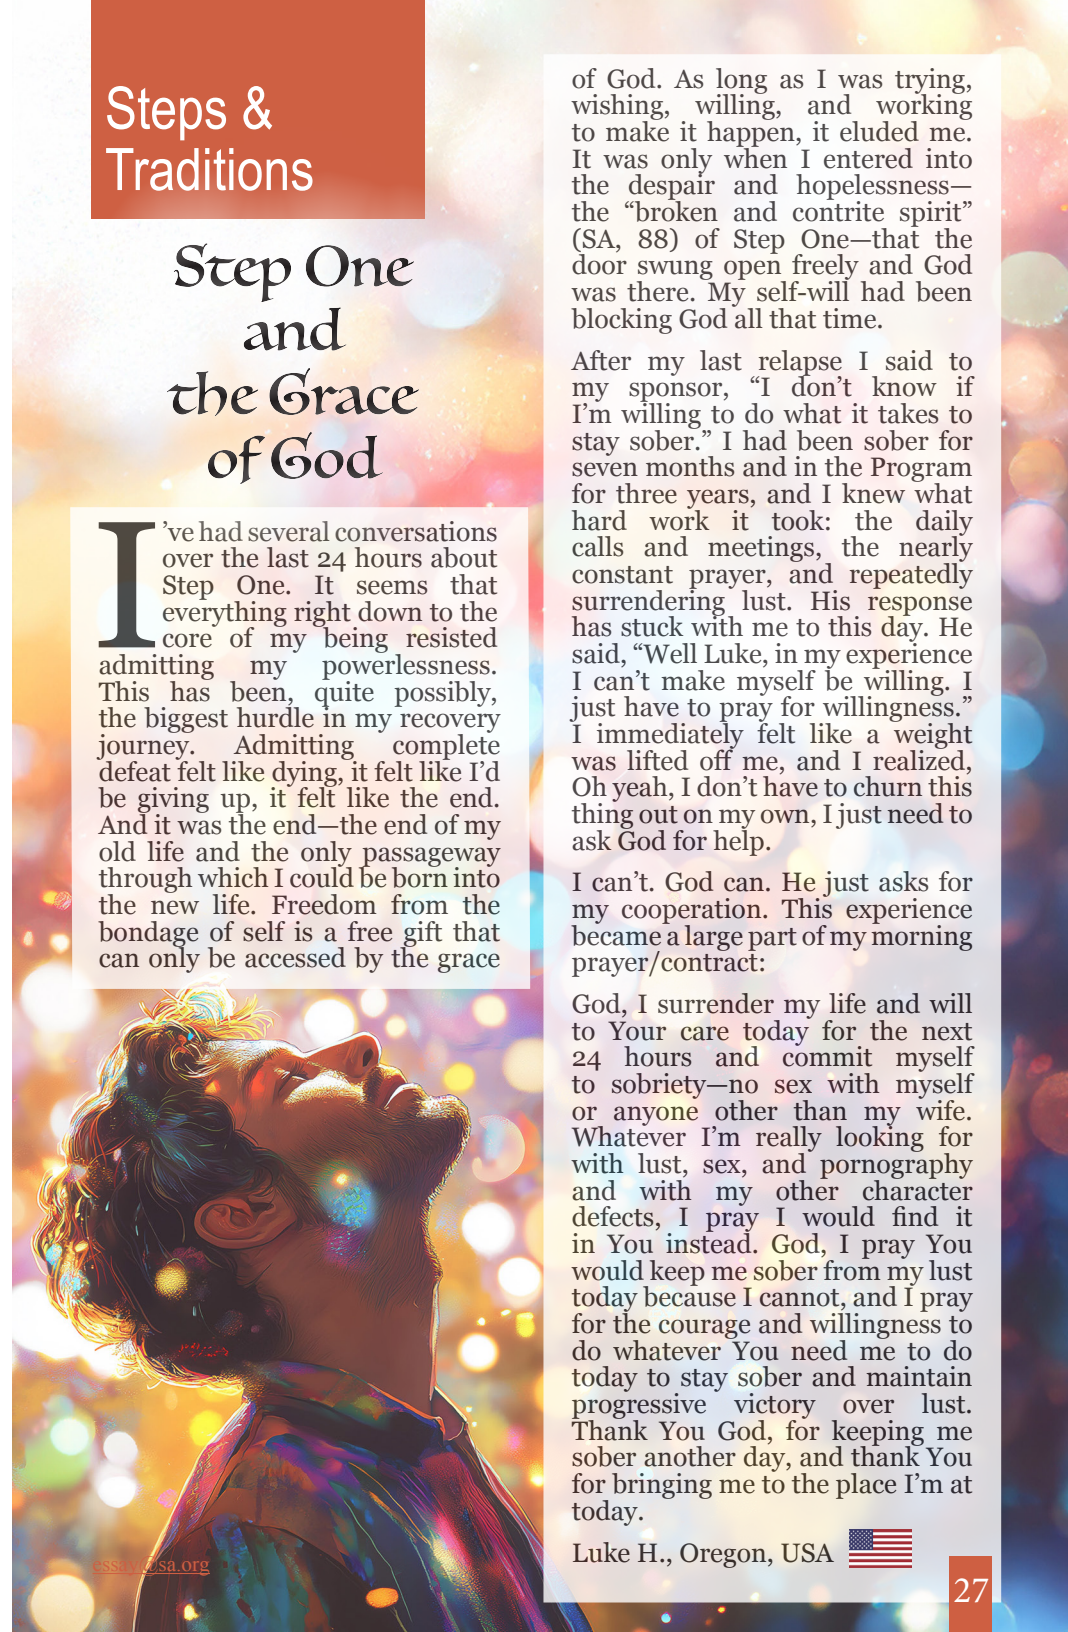 Steps &
Traditions
Step One
and
the Grace
of God
I've had several conversations
over the last 24 hours about
Step One. It seems that
everything right down to the
core of my being resisted
admitting my powerlessness.
This has been, quite possibly,
the biggest hurdle in my recovery
journey. Admitting complete
defeat felt like dying, it felt like I'd
be giving up, it felt like the end.
And it was the end—the end of my
old life and the only passageway
through which I could be born into
the new life. Freedom from the
bondage of self is a free gift that
can only be accessed by the grace
of God. As long as I was trying,
wishing, willing, and working
to make it happen, it eluded me.
It was only when I entered into
the despair and hopelessness—
the “broken and contrite spirit”
(SA, 88) of Step One—that the
door swung open freely and God
was there. My self-will had been
blocking God all that time.
After my last relapse I said to
my sponsor, “I don’t know if
I’m willing to do what it takes to
stay sober.” I had been sober for
seven months and in the Program
for three years, and I knew what
hard work it took: the daily
calls and meetings, the nearly
constant prayer, and repeatedly
surrendering lust. His response
has stuck with me to this day. He
said, “Well Luke, in my experience
I can’t make myself be willing. I
just have to pray for willingness.”
I immediately felt like a weight
was lifted off me, and I realized,
Oh yeah, I don’t have to churn this
thing out on my own, I just need to
ask God for help.
I can’t. God can. He just asks for
my cooperation. This experience
became a large part of my morning
prayer/contract:
God, I surrender my life and will
to Your care today for the next
24 hours and commit myself
to sobriety—no sex with myself
or anyone other than my wife.
Whatever I’m really looking for
with lust, sex, and pornography
and with my other character
defects, I pray I would find it
in You instead. God, I pray You
would keep me sober from my lust
today because I cannot, and I pray
for the courage and willingness to
do whatever You need me to do
today to stay sober and maintain
progressive victory over lust.
Thank You God, for keeping me
sober another day, and thank You
for bringing me to the place I’m at
today.
Luke H., Oregon, USA
essay@sa.org
27